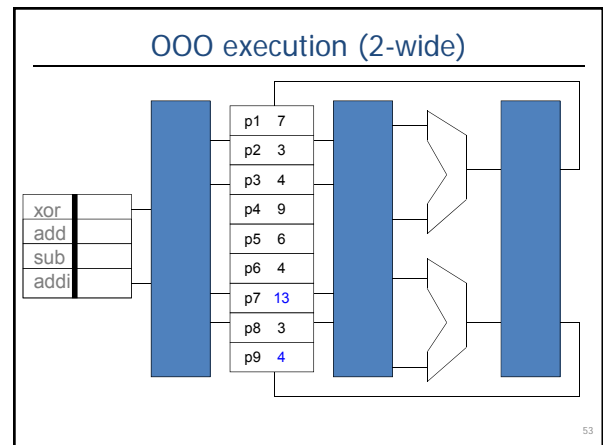 OOO execution (2-wide)
xor
add
sub
addi
p1 7
p2 3
p3 4
p4 9
p5 6
p6 4
p7 13
p8 3
p9 4
53